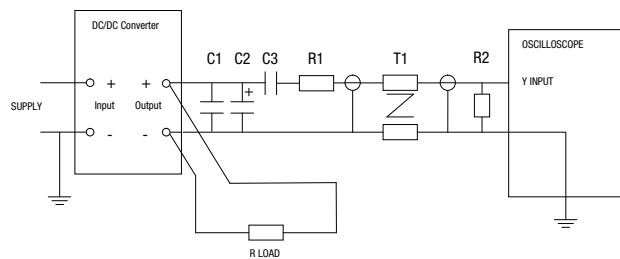 DC/DC Converter
C1 C2 C3 R1 T1 R2
OSCILLOSCOPE
+ + +
Y INPUT
SUPPLY
Input Output
- -
R LOAD